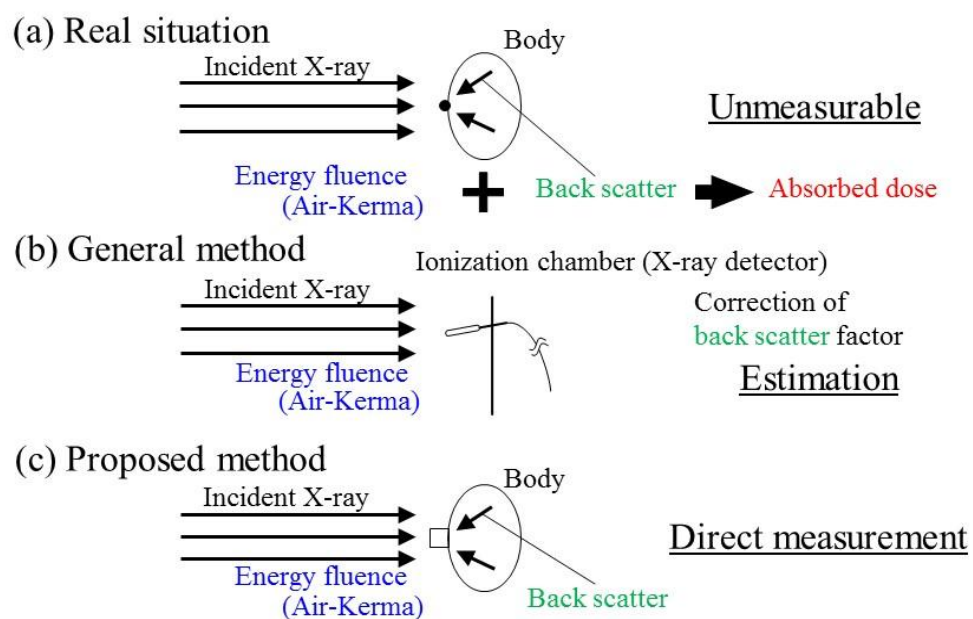 (a) Real situation
Body
Incident X-ray
Unmeasurable
Energy fluence
(Air-Kerma)
+
Back scatter
Absorbed dose
(b) General method
Ionization chamber (X-ray detector)
Incident X-ray
Correction of
back scatter factor
Energy fluence
(Air-Kerma)
Estimation
(c) Proposed method
Body
Incident X-ray
Direct measurement
Energy fluence
(Air-Kerma)
Back scatter